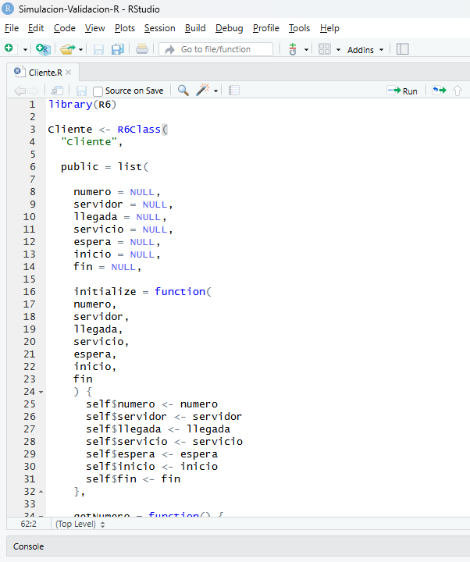 Simulacion-Validacion-R - RStudio
File Edit Code View Plots Session Build Debug Profile Tools Help
Go to file/function Addins
Cliente.R
Source on Save Run
1 library(R6)
2
3 Cliente <- R6Class(
4 "Cliente",
5
6 public = list(
7
8 numero = NULL,
9 servidor = NULL,
10 llegada = NULL,
11 servicio = NULL,
12 espera = NULL,
13 inicio = NULL,
14 fin = NULL,
15
16 initialize = function(
17 numero,
18 servidor,
19 llegada,
20 servicio,
21 espera,
22 inicio,
23 fin
24 ) {
25 self$numero <- numero
26 self$servidor <- servidor
27 self$llegada <- llegada
28 self$servicio <- servicio
29 self$espera <- espera
30 self$inicio <- inicio
31 self$fin <- fin
32 },
33
34 getNumero = function() {
62:2 (Top Level)
Console